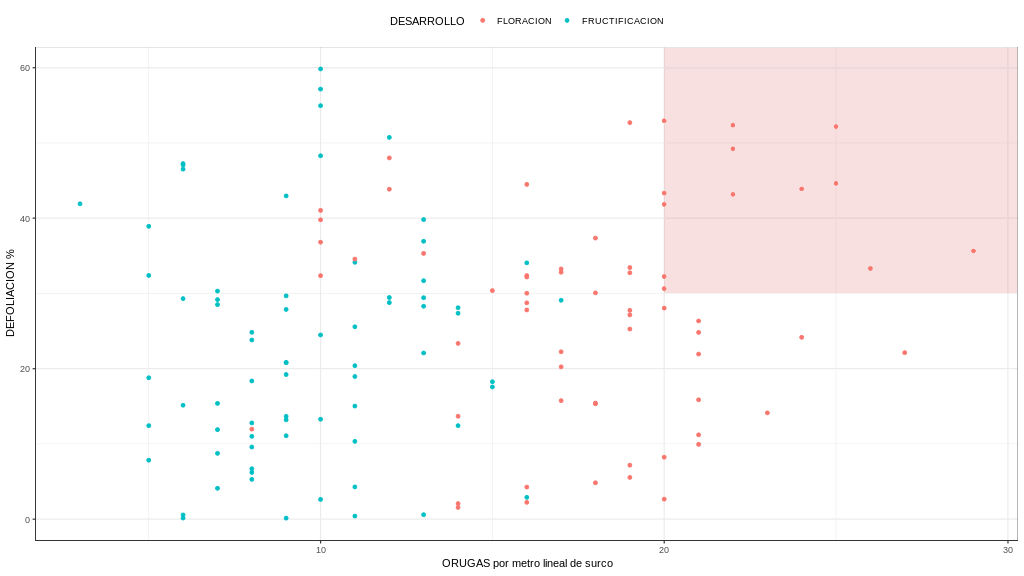 DESARROLLO FLORACION FRUCTIFICACION
60
40
20
0
DEFOLIACION %
10 20 30
ORUGAS por metro lineal de surco